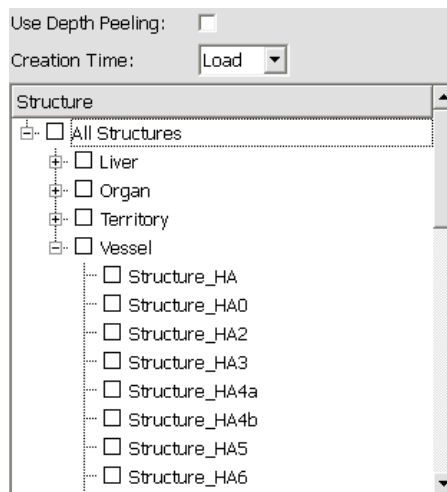 Use Depth Peeling:
Creation Time: Load
Structure
All Structures
Liver
Organ
Territory
Vessel
Structure_HA
Structure_HA0
Structure_HA2
Structure_HA3
Structure_HA4a
Structure_HA4b
Structure_HA5
Structure_HA6